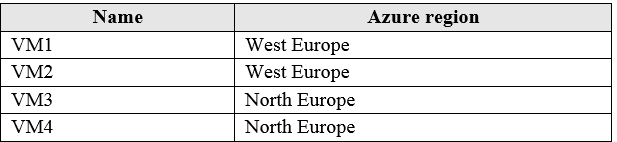 Name Azure region
VM1 West Europe
VM2 West Europe
VM3 North Europe
VM4 North Europe